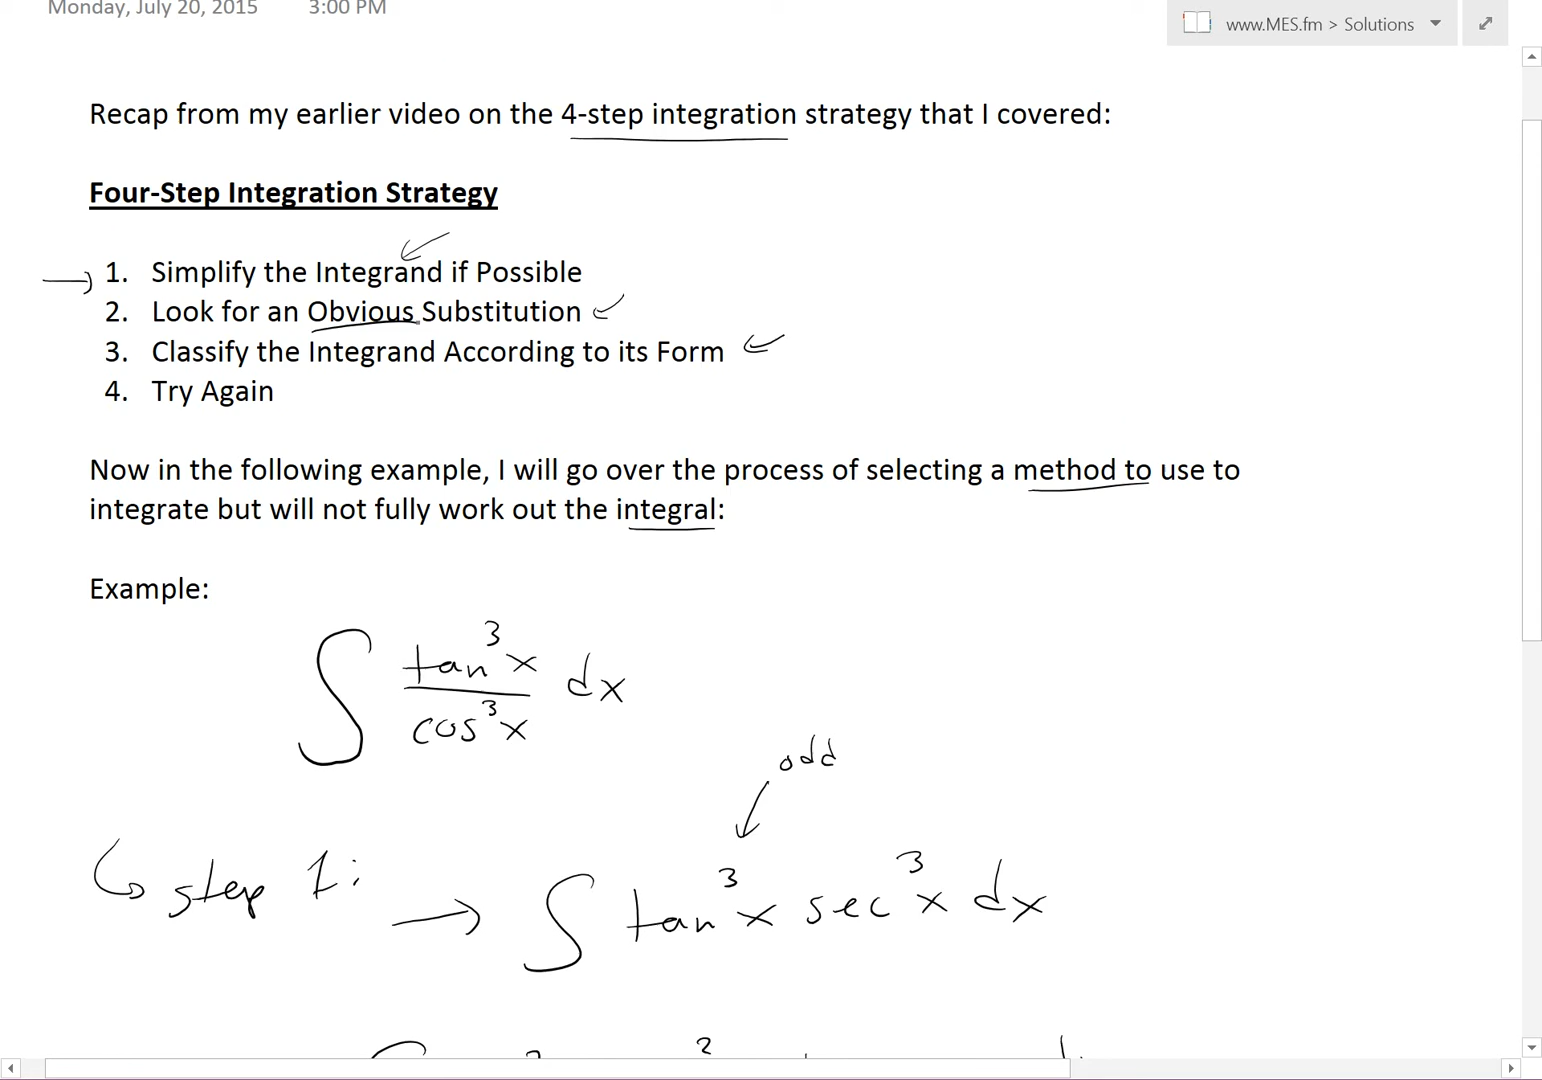 Monday, July 20, 2015 3:00 PM
www.MES.fm > Solutions
Recap from my earlier video on the 4-step integration strategy that I covered:
Four-Step Integration Strategy
1. Simplify the Integrand if Possible
2. Look for an Obvious Substitution
3. Classify the Integrand According to its Form
4. Try Again
Now in the following example, I will go over the process of selecting a method to use to
integrate but will not fully work out the integral:
Example:
∫ tan³x / cos³x dx
odd
step 1: → ∫ tan³x sec³x dx